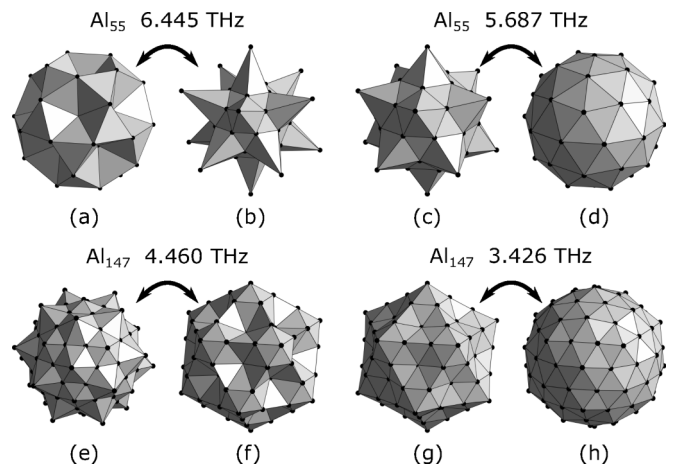 Al55 6.445 THz
Al55 5.687 THz
(a) (b) (c) (d)
Al147 4.460 THz
Al147 3.426 THz
(e) (f) (g) (h)